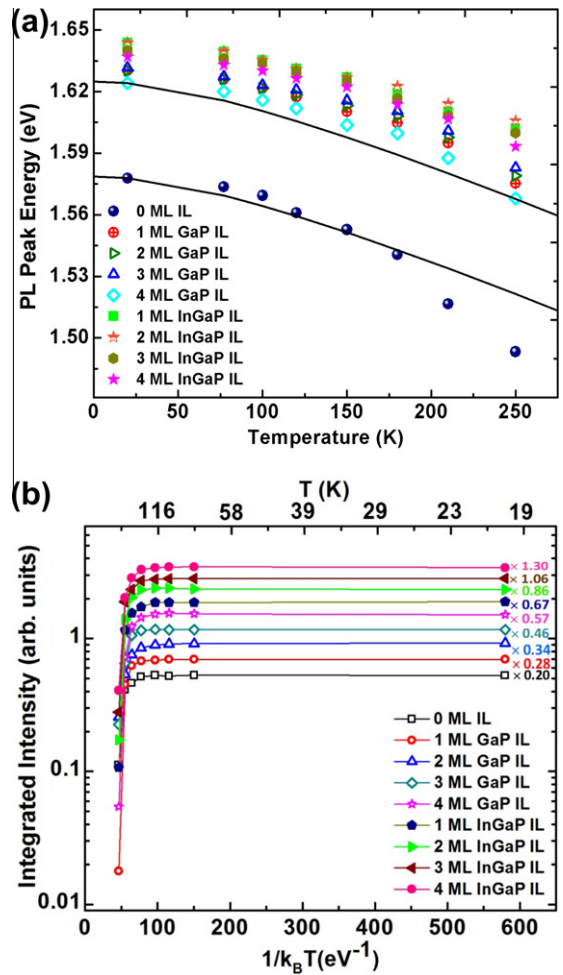 (a)
1.65
1.62
1.59
1.56
1.53
1.50
PL Peak Energy (eV)
0 ML IL
1 ML GaP IL
2 ML GaP IL
3 ML GaP IL
4 ML GaP IL
1 ML InGaP IL
2 ML InGaP IL
3 ML InGaP IL
4 ML InGaP IL
0 50 100 150 200 250
Temperature (K)
(b)
T (K)
116 58 39 29 23 19
1
0.1
0.01
Integrated Intensity (arb. units)
× 1.30
× 1.06
× 0.86
× 0.67
× 0.57
× 0.46
× 0.34
× 0.28
× 0.20
0 ML IL
1 ML GaP IL
2 ML GaP IL
3 ML GaP IL
4 ML GaP IL
1 ML InGaP IL
2 ML InGaP IL
3 ML InGaP IL
4 ML InGaP IL
0 100 200 300 400 500 600
1/k_BT(eV⁻¹)